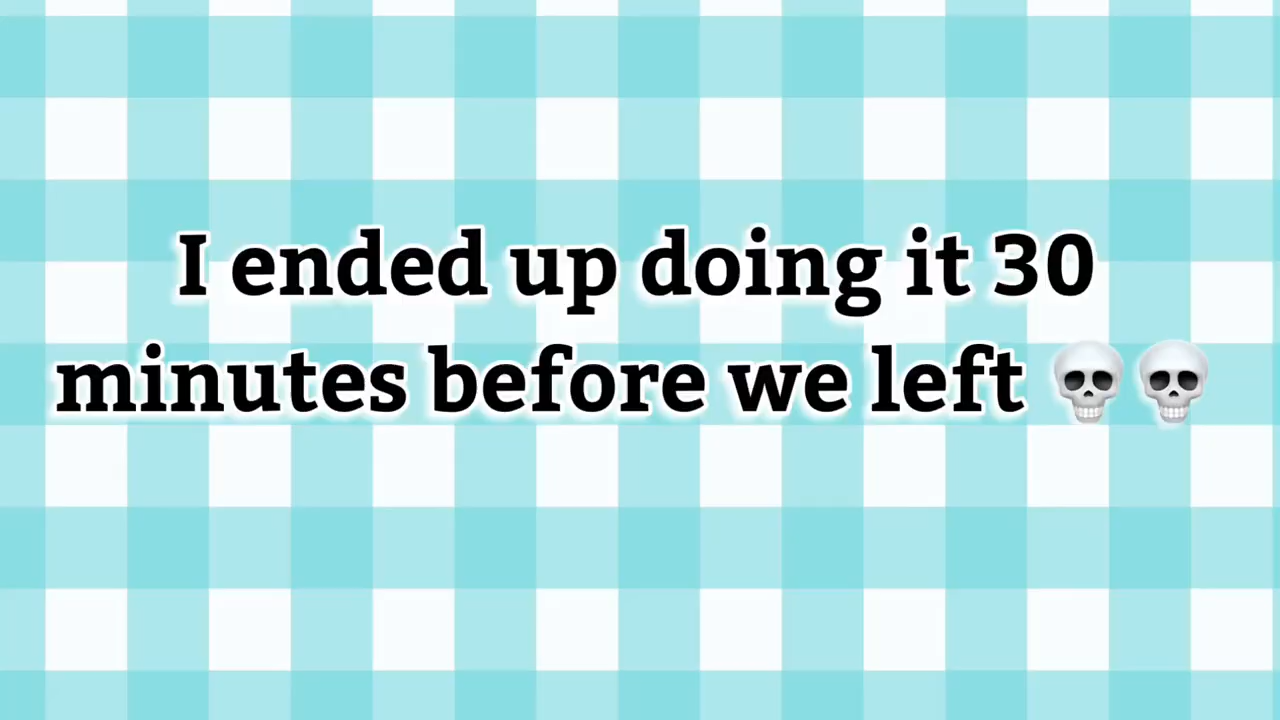 I ended up doing it 30
minutes before we left 💀💀